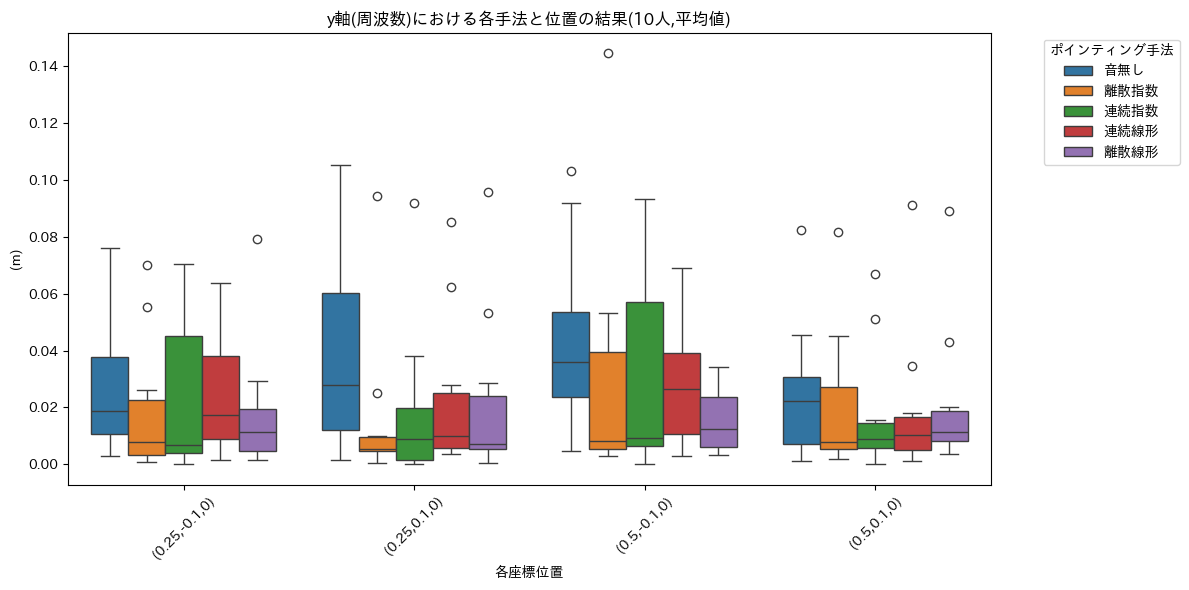 y軸(周波数)における各手法と位置の結果(10人,平均値)
ポインティング手法
音無し
離散指数
連続指数
連続線形
離散線形
(m)
0.14
0.12
0.10
0.08
0.06
0.04
0.02
0.00
(0.25,-0.1,0)
(0.25,0.1,0)
(0.5,-0.1,0)
(0.5,0.1,0)
各座標位置